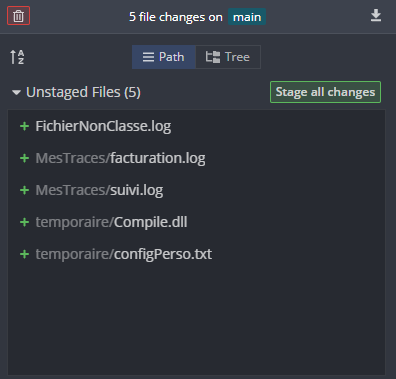 5 file changes on main
Path Tree
Unstaged Files (5) Stage all changes
+ FichierNonClasse.log
+ MesTraces/facturation.log
+ MesTraces/suivi.log
+ temporaire/Compile.dll
+ temporaire/configPerso.txt